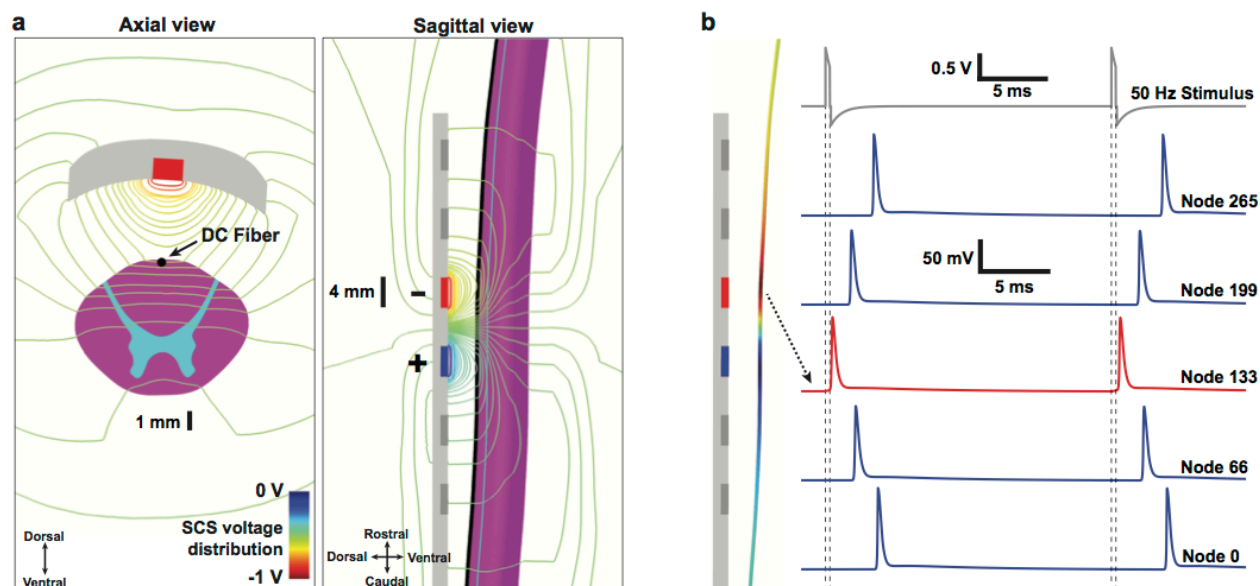 a
Axial view
DC Fiber
1 mm
0 V
SCS voltage
distribution
-1 V
Dorsal
Ventral
Sagittal view
4 mm
-
+
Rostral
Dorsal
Ventral
Caudal
b
0.5 V
5 ms
50 Hz Stimulus
Node 265
50 mV
5 ms
Node 199
Node 133
Node 66
Node 0